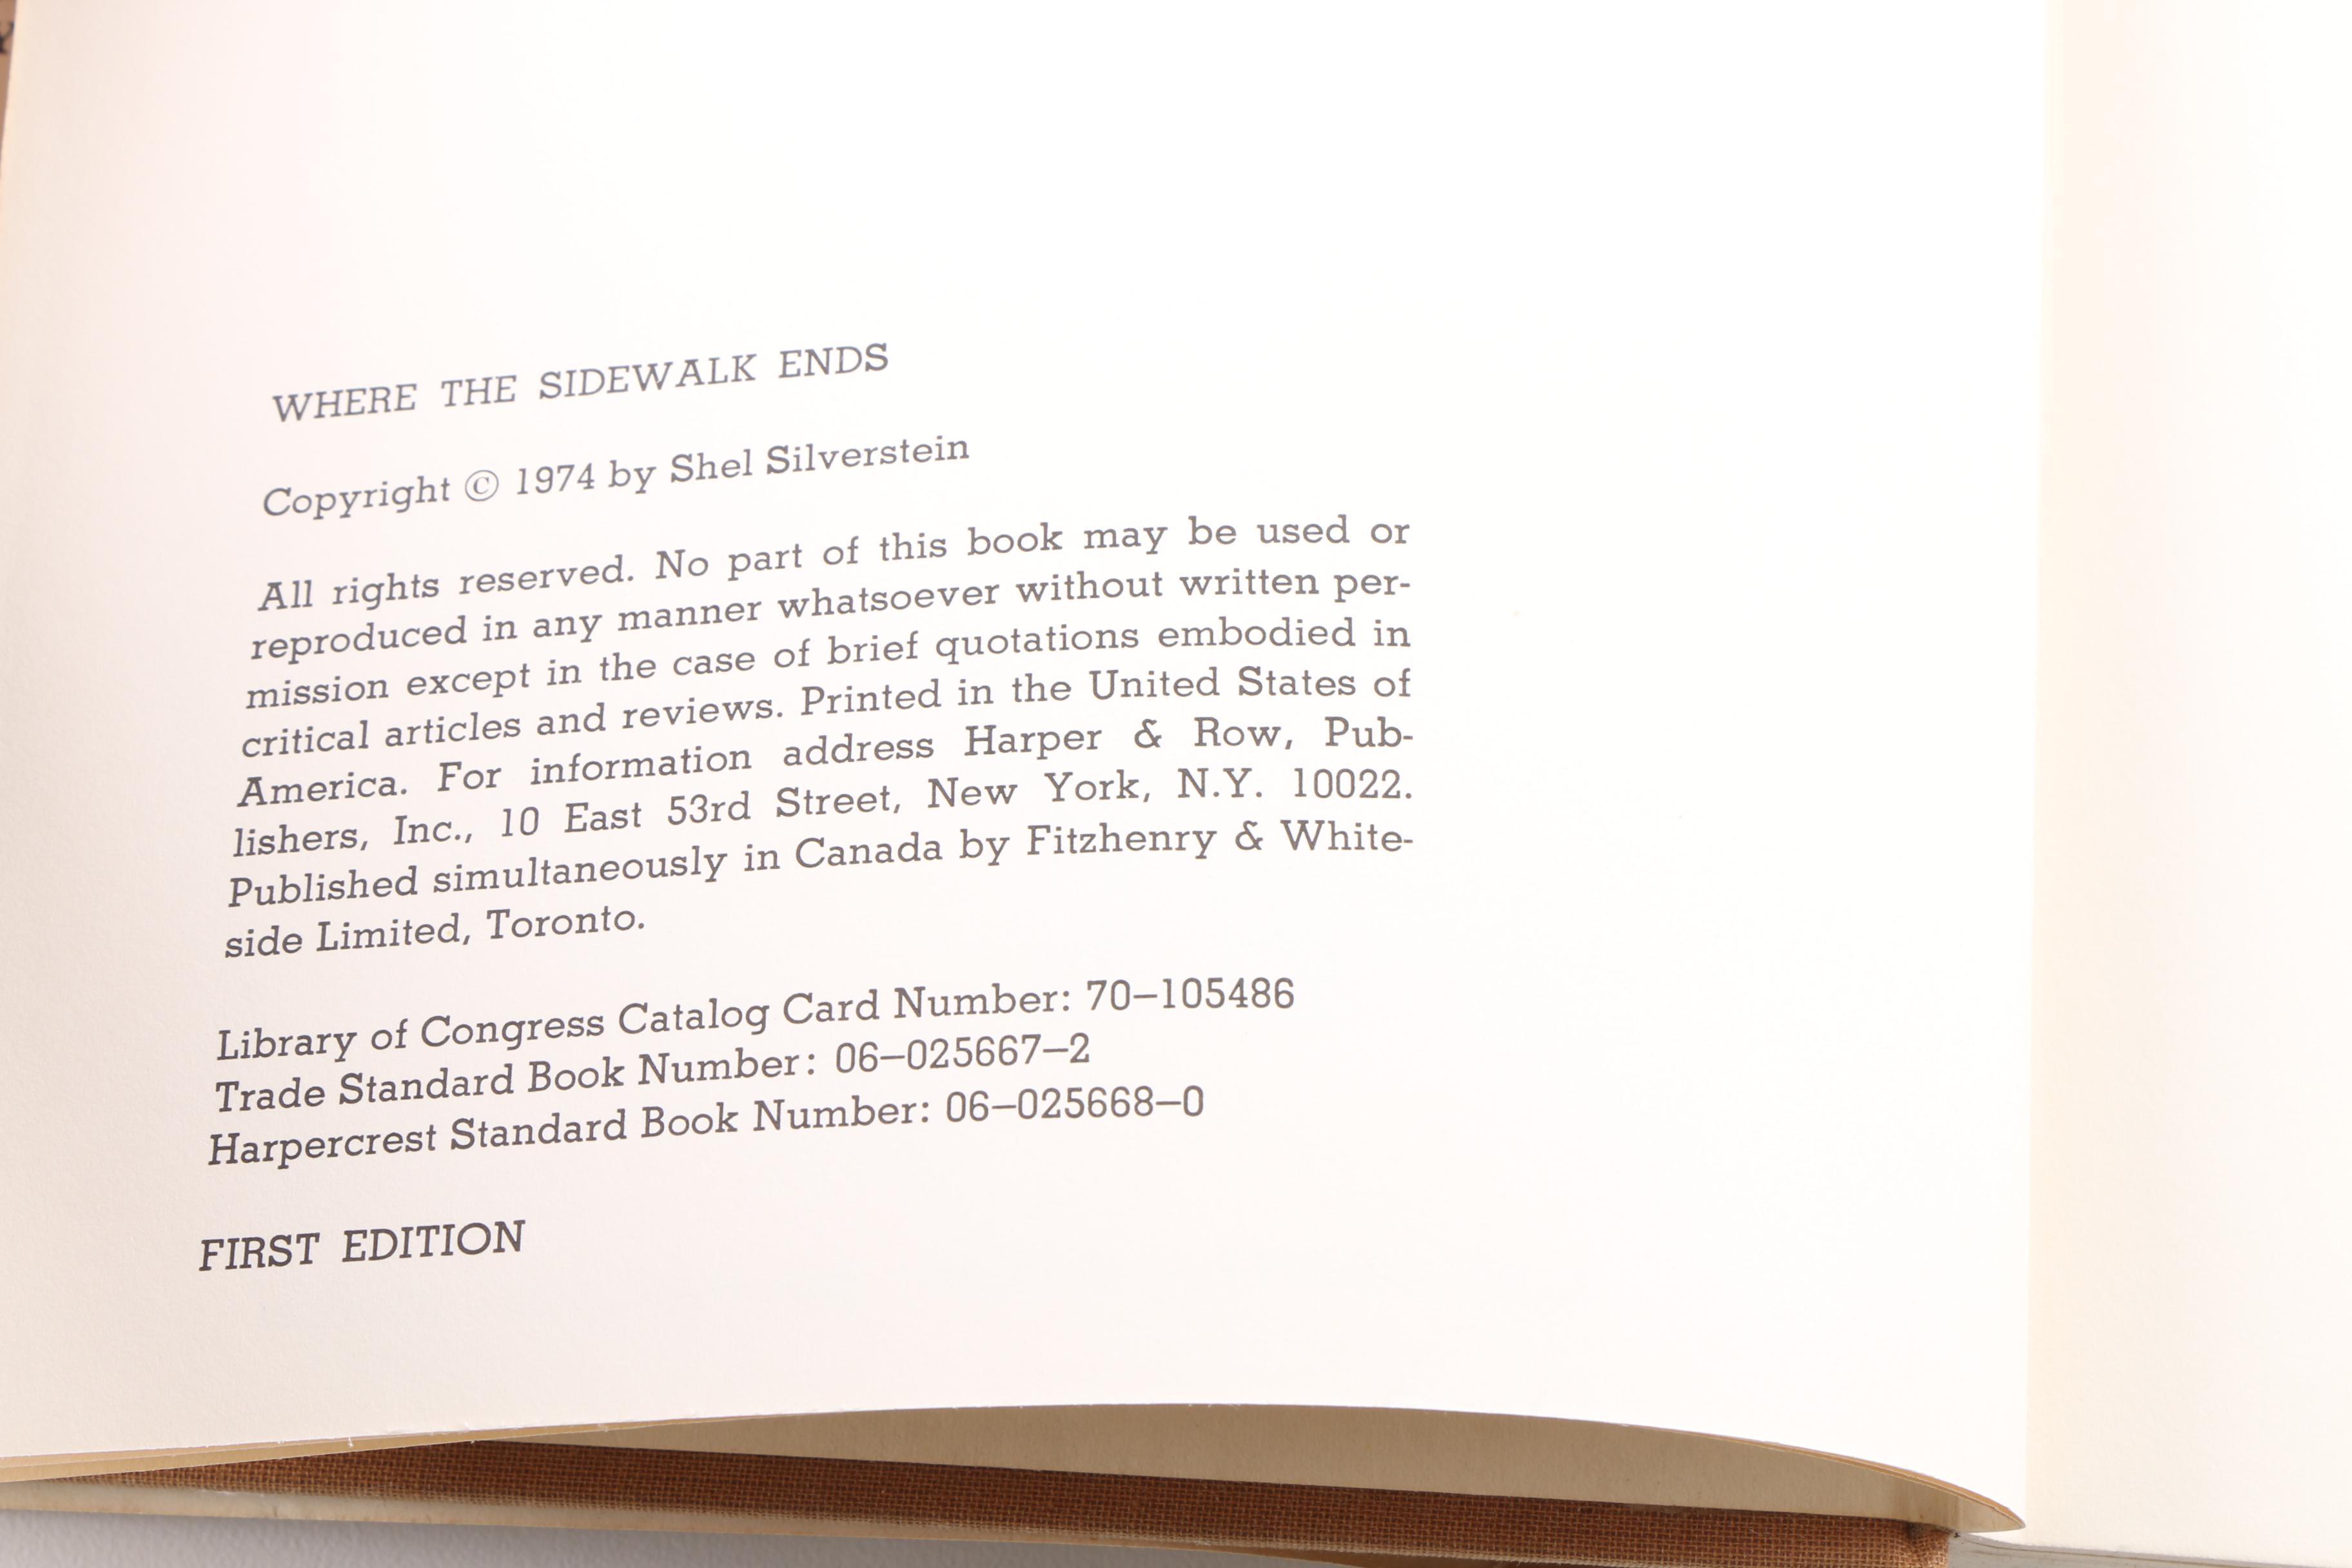 WHERE THE SIDEWALK ENDS
Copyright © 1974 by Shel Silverstein
All rights reserved. No part of this book may be used or
reproduced in any manner whatsoever without written per-
mission except in the case of brief quotations embodied in
critical articles and reviews. Printed in the United States of
America. For information address Harper & Row, Pub-
lishers, Inc., 10 East 53rd Street, New York, N.Y. 10022.
Published simultaneously in Canada by Fitzhenry & White-
side Limited, Toronto.
Library of Congress Catalog Card Number: 70–105486
Trade Standard Book Number: 06–025667–2
Harpercrest Standard Book Number: 06–025668–0
FIRST EDITION